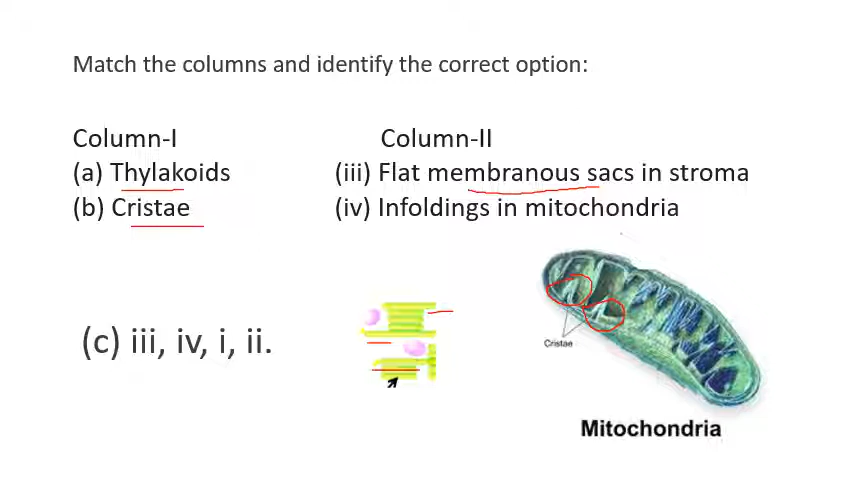 Match the columns and identify the correct option:
Column-I Column-II
(a) Thylakoids (iii) Flat membranous sacs in stroma
(b) Cristae (iv) Infoldings in mitochondria
(c) iii, iv, i, ii.
Cristae
Mitochondria